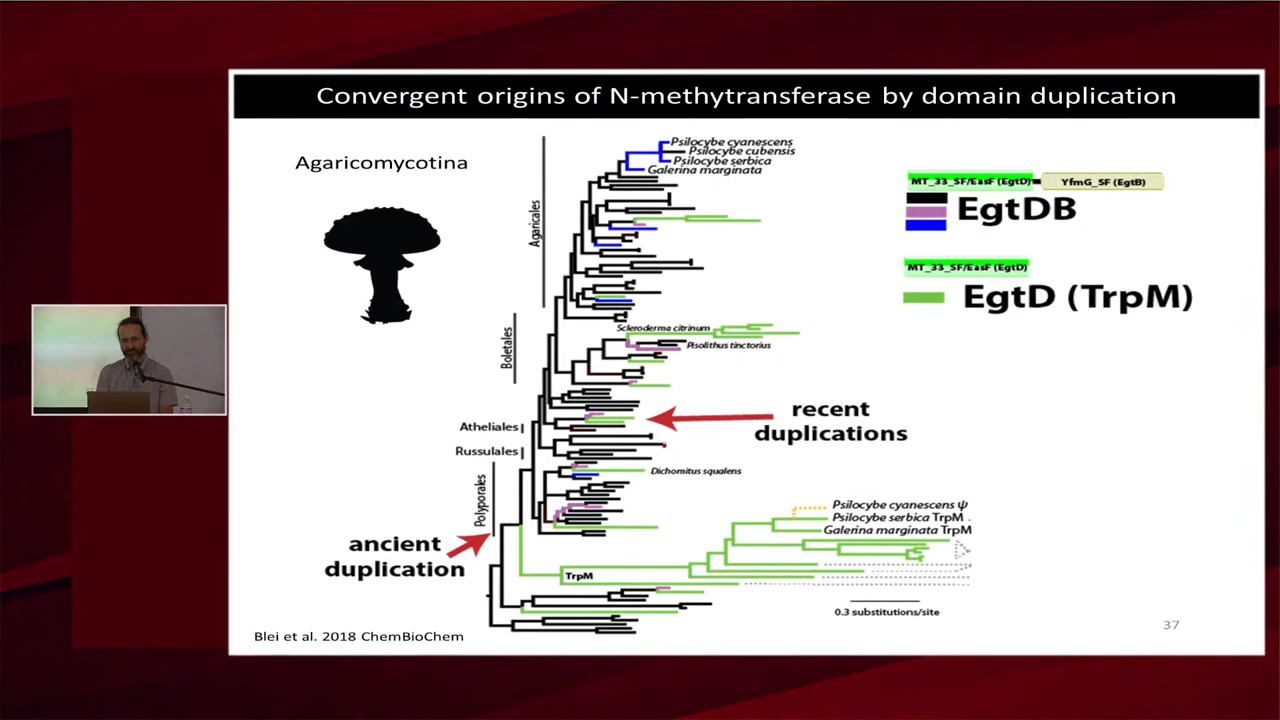 Convergent origins of N-methytransferase by domain duplication
Agaricomycotina
Psilocybe cyanescens
Psilocybe cubensis
Psilocybe serbica
Galerina marginata
Agaricales
MT_33_SF/EasF (EgtD)
YfmG_SF (EgtB)
EgtDB
MT_33_SF/EasF (EgtD)
EgtD (TrpM)
Boletales
Scleroderma citrinum
Pisolithus tinctorius
recent
duplications
Atheliales
Russulales
Polyporales
Dichomitus squalens
ancient
duplication
Psilocybe cyanescens ψ
Psilocybe serbica TrpM
Galerina marginata TrpM
TrpM
0.3 substitutions/site
Blei et al. 2018 ChemBioChem
37